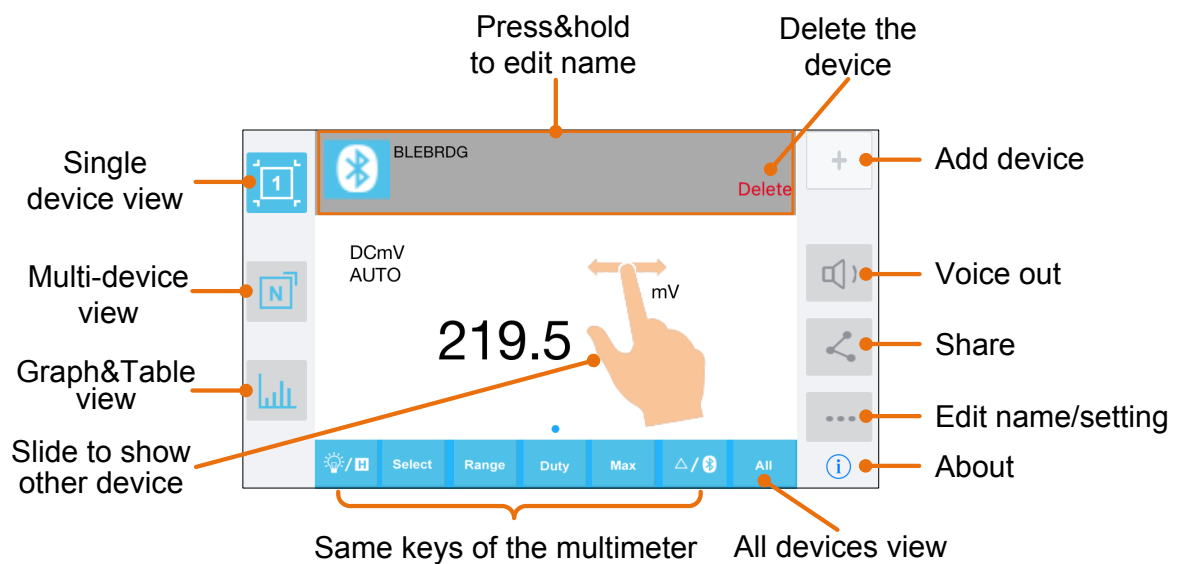 Press&hold
to edit name
Delete the
device
Single
device view
1
BLEBRDG
Delete
+
Add device
Multi-device
view
N
DCmV
AUTO
mV
219.5
Voice out
Share
Graph&Table
view
Edit name/setting
Slide to show
other device
/H Select Range Duty Max △/ All
i
About
Same keys of the multimeter
All devices view